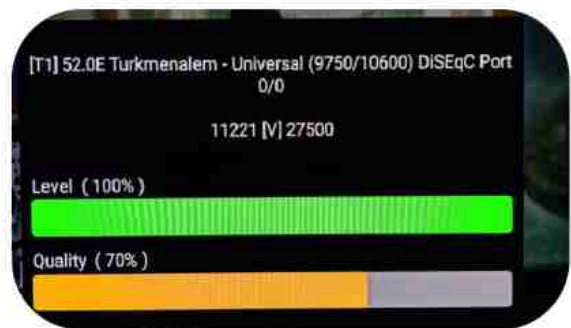 [T1] 52.0E Turkmenalem - Universal (9750/10600) DiSEqC Port
0/0
11221 [V] 27500
Level ( 100% )
Quality ( 70% )